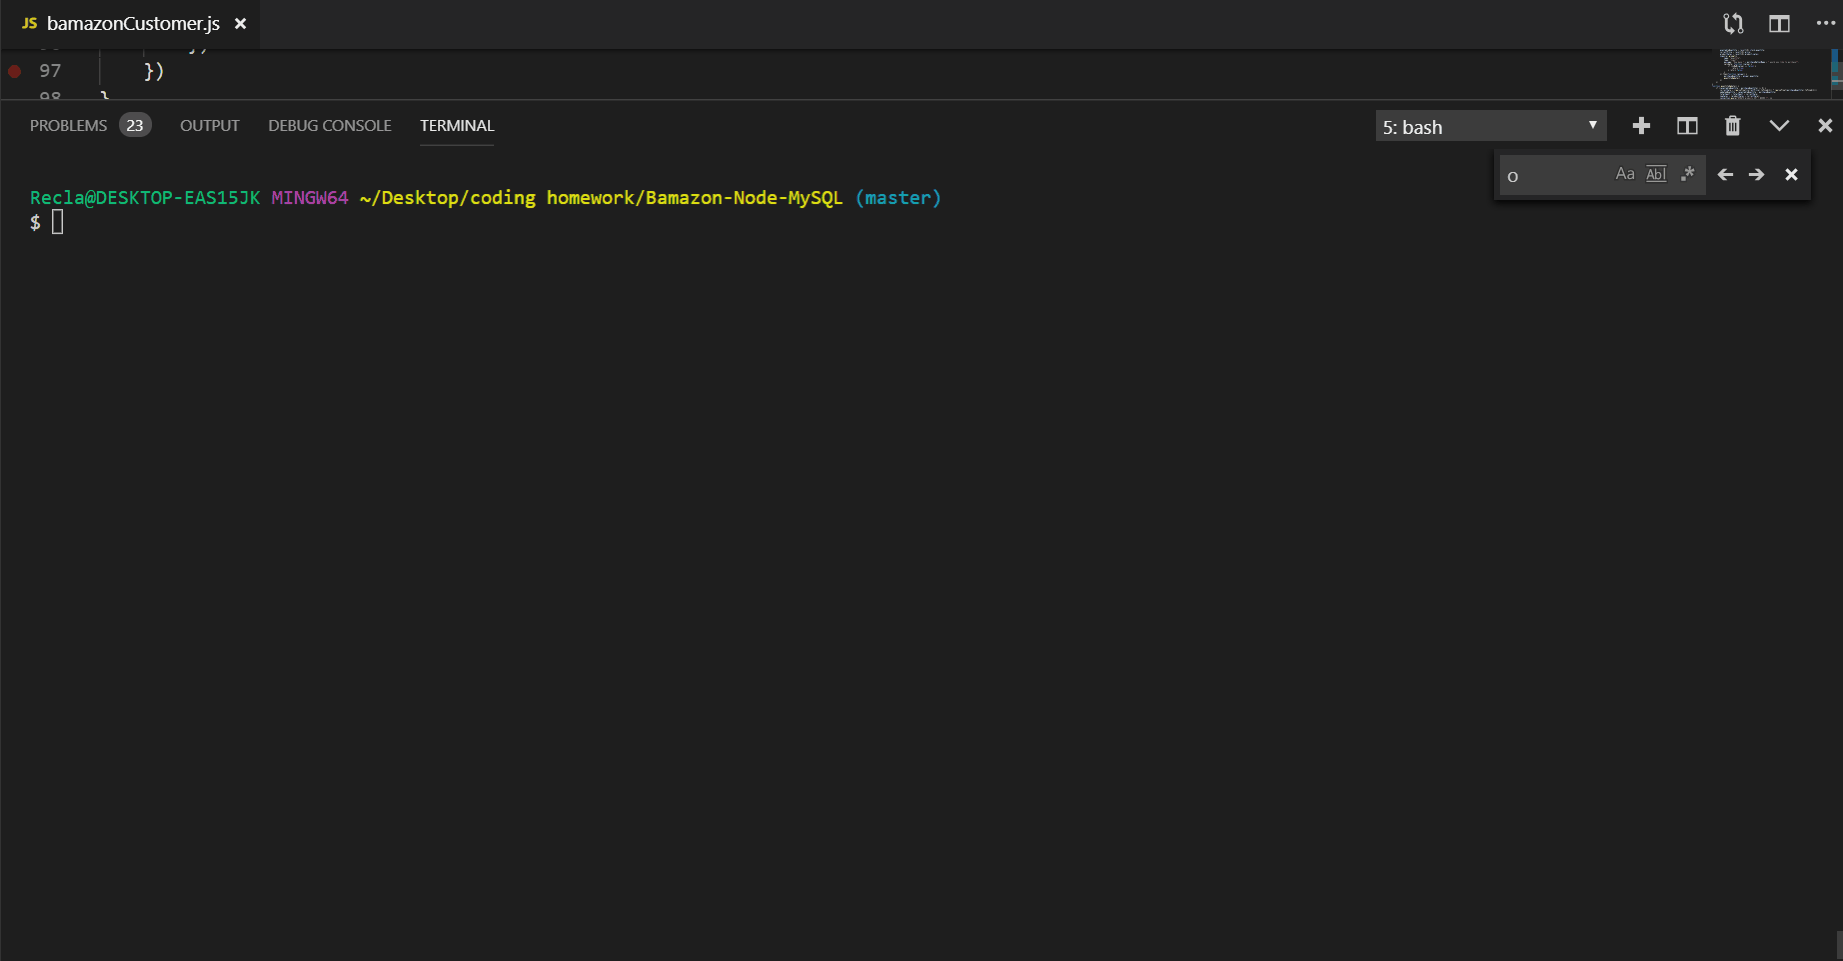 JS bamazonCustomer.js
97 })
98 }
PROBLEMS 23 OUTPUT DEBUG CONSOLE TERMINAL 5: bash
o Aa Abl .*
Recla@DESKTOP-EAS15JK MINGW64 ~/Desktop/coding homework/Bamazon-Node-MySQL (master)
$